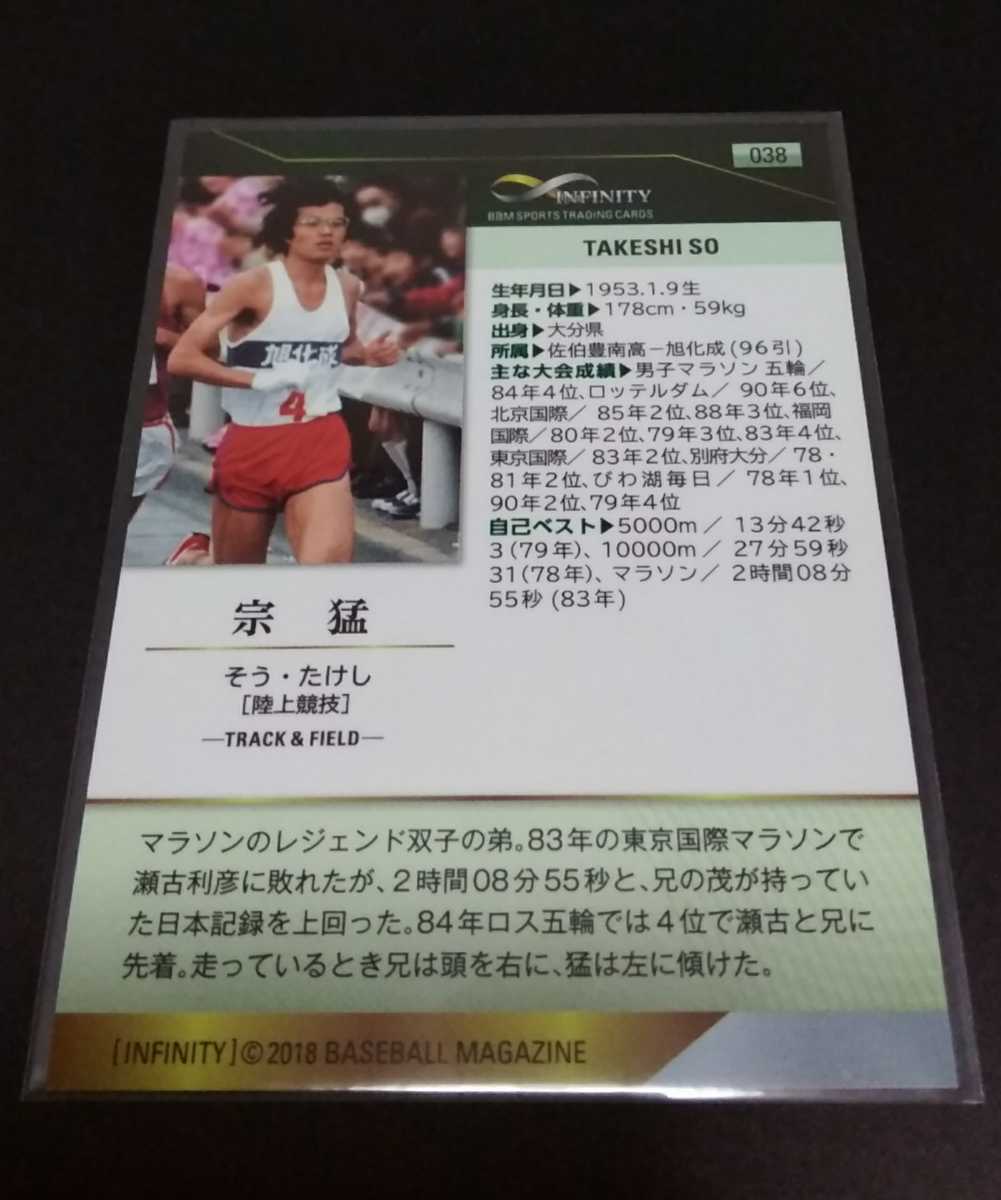 038
INFINITY
BBM SPORTS TRADING CARDS
TAKESHI SO
生年月日▶1953.1.9生
身長・体重▶178cm・59kg
出身▶大分県
所属▶佐伯豊南高－旭化成(96引)
主な大会成績▶男子マラソン 五輪／
84年4位、ロッテルダム／ 90年6位、
北京国際／ 85年2位、88年3位、福岡
国際／80年2位、79年3位、83年4位、
東京国際／ 83年2位、別府大分／ 78・
81年2位、びわ湖毎日／ 78年1位、
90年2位、79年4位
自己ベスト▶5000m／ 13分42秒
3(79年)、10000m／ 27分59秒
31(78年)、マラソン／ 2時間08分
55秒(83年)
旭化成
4
宗 猛
そう・たけし
[陸上競技]
—TRACK & FIELD—
マラソンのレジェンド双子の弟。83年の東京国際マラソンで
瀬古利彦に敗れたが、2時間08分55秒と、兄の茂が持ってい
た日本記録を上回った。84年ロス五輪では4位で瀬古と兄に
先着。走っているとき兄は頭を右に、猛は左に傾けた。
[INFINITY]©2018 BASEBALL MAGAZINE